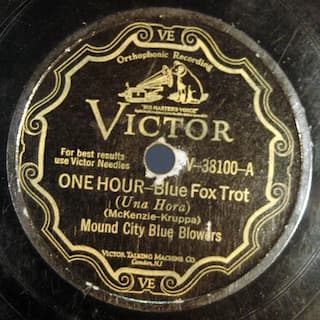 VE
Orthophonic Recording
"HIS MASTER'S VOICE"
VICTOR
For best results
use Victor Needles
V-38100-A
ONE HOUR-Blue Fox Trot
(Una Hora)
(McKenzie-Kruppa)
Mound City Blue Blowers
VICTOR TALKING MACHINE CO.
Camden, N.J.
VE